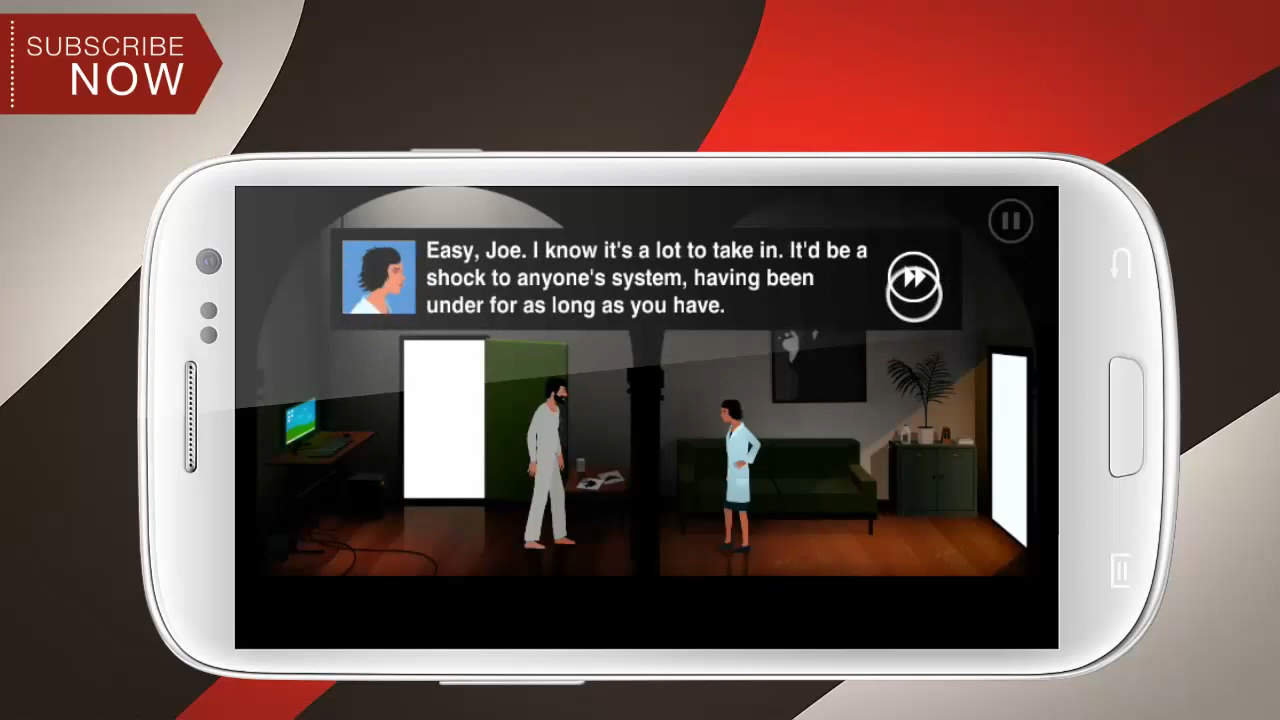 SUBSCRIBE
NOW
Easy, Joe. I know it's a lot to take in. It'd be a
shock to anyone's system, having been
under for as long as you have.